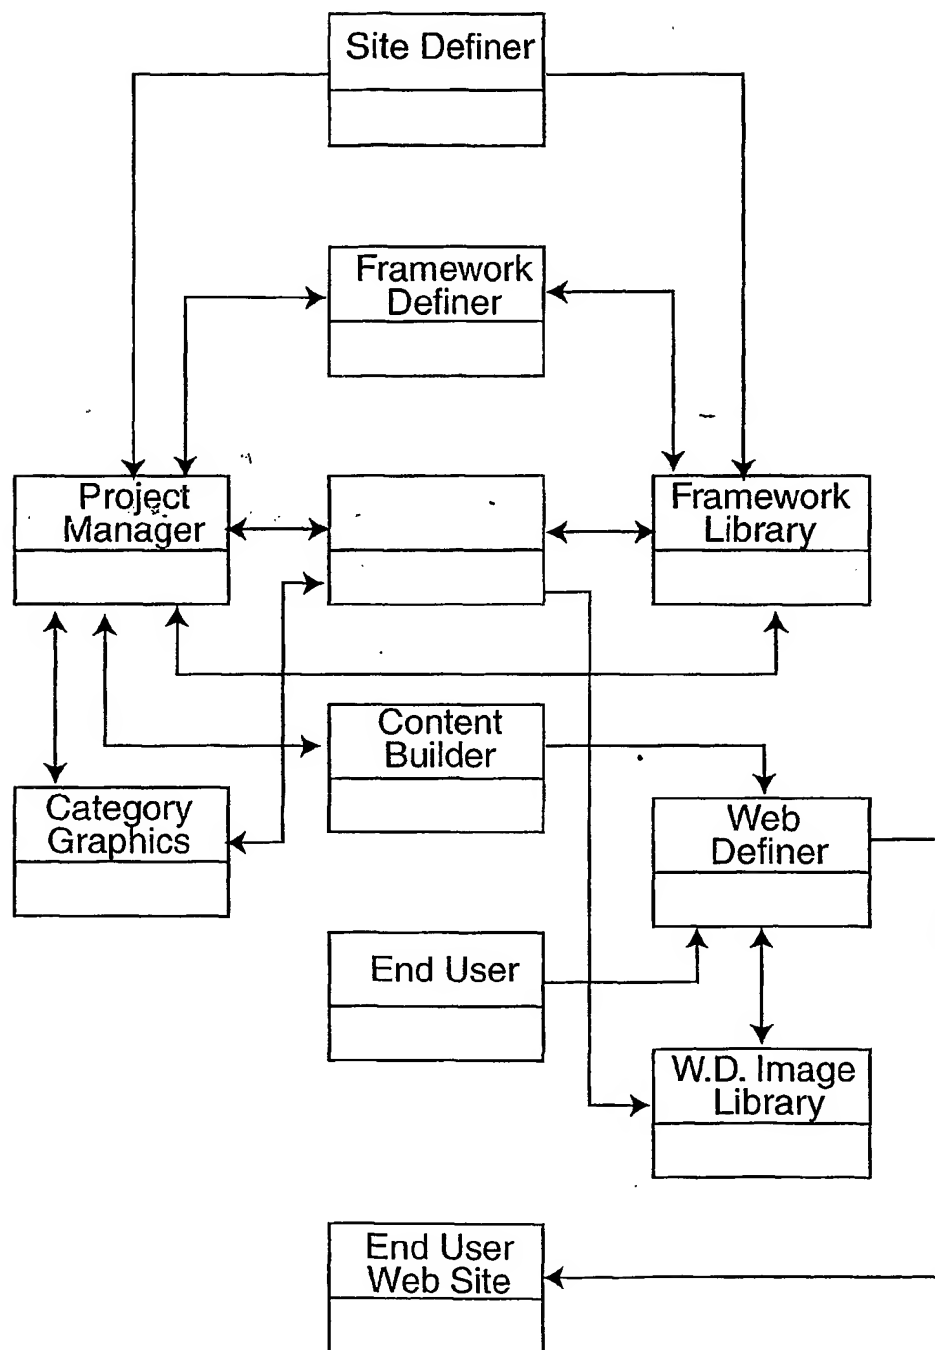 Site Definer
Framework
Definer
Project
Manager
Framework
Library
Content
Builder
Category
Graphics
Web
Definer
End User
W.D. Image
Library
End User
Web Site